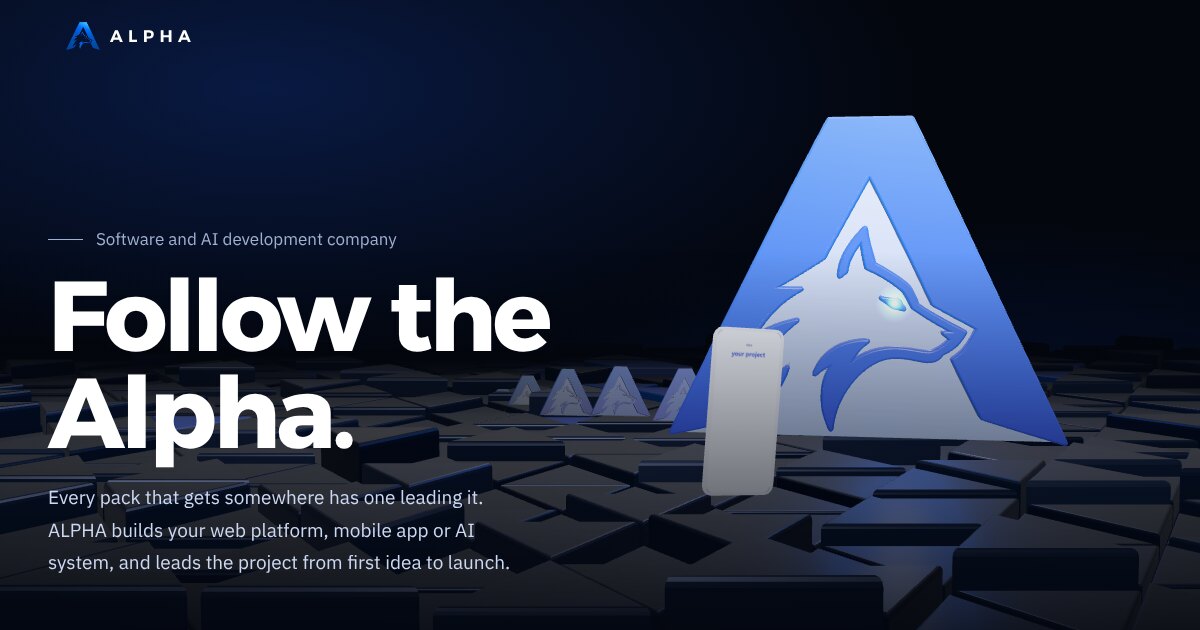 ALPHA
Software and AI development company
Follow the
Alpha.
Every pack that gets somewhere has one leading it.
ALPHA builds your web platform, mobile app or AI
system, and leads the project from first idea to launch.
your project